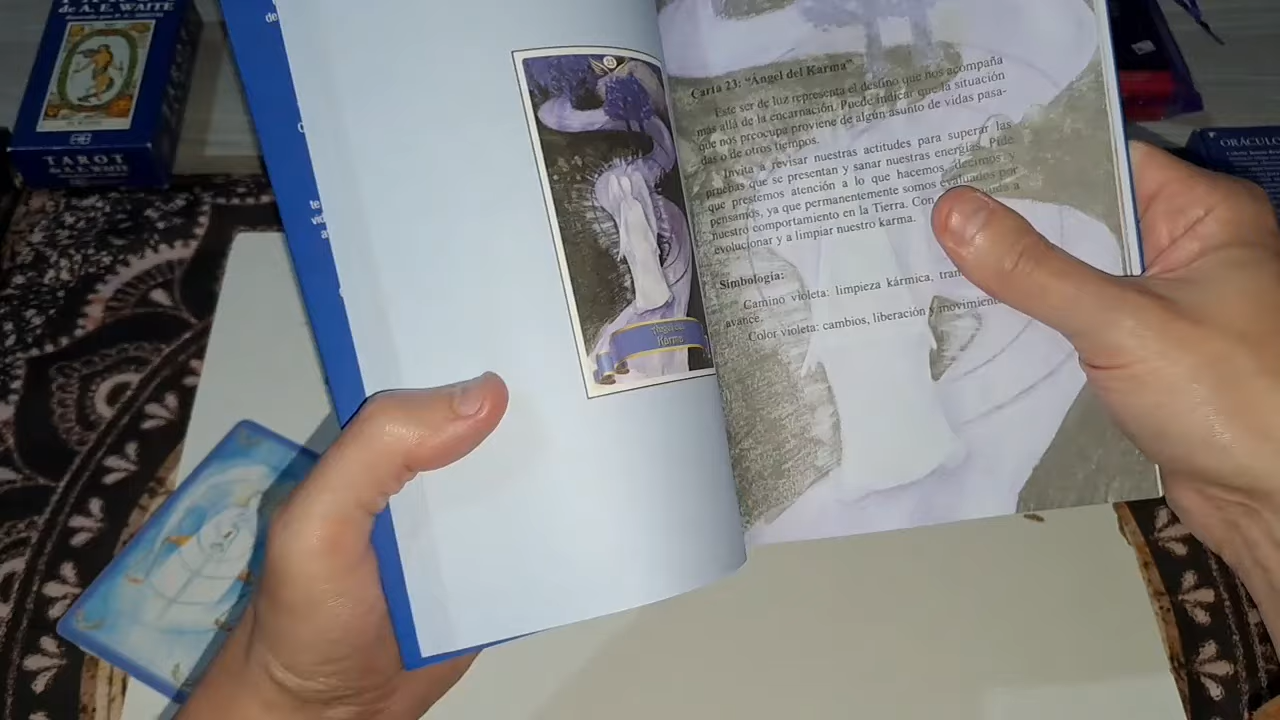 de A. E. WAITE
TAROT
de A. E. WAITE
ORÁCULO
23
Ángel del
Karma
Carta 23: “Ángel del Karma”
Este ser de luz representa el destino que nos acompaña
más allá de la encarnación. Puede indicar que la situación
que nos preocupa proviene de algún asunto de vidas pasa-
das o de otros tiempos.
Invita a revisar nuestras actitudes para superar las
pruebas que se presentan y sanar nuestras energías. Pide
que prestemos atención a lo que hacemos, decimos y
pensamos, ya que permanentemente somos evaluados por
nuestro comportamiento en la Tierra. Con a
evolucionar y a limpiar nuestro karma.
Simbología:
Camino violeta: limpieza kármica,
avance.
Color violeta: cambios, liberación y movimiento